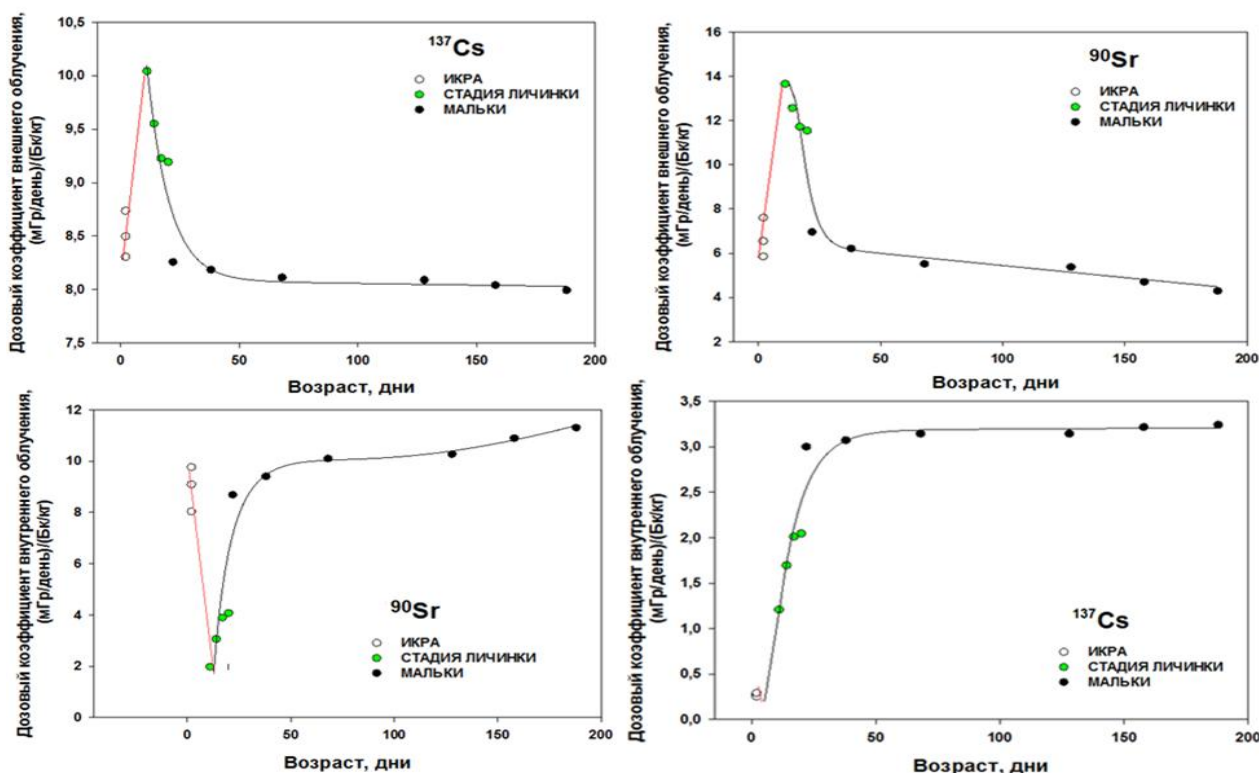 Дозовый коэффициент внешнего облучения,
(мГр/день)/(Бк/кг)
10,5
10,0
9,5
9,0
8,5
8,0
7,5
137Cs
ИКРА
СТАДИЯ ЛИЧИНКИ
МАЛЬКИ
0
50
100
150
200
Возраст, дни
Дозовый коэффициент внешнего облучения,
(мГр/день)/(Бк/кг)
16
14
12
10
8
6
4
2
90Sr
ИКРА
СТАДИЯ ЛИЧИНКИ
МАЛЬКИ
0
50
100
150
200
Возраст, дни
Дозовый коэффициент внутреннего облучения,
(мГр/день)/(Бк/кг)
12
10
8
6
4
2
0
90Sr
ИКРА
СТАДИЯ ЛИЧИНКИ
МАЛЬКИ
0
50
100
150
200
Возраст, дни
Дозовый коэффициент внутреннего облучения,
(мГр/день)/(Бк/кг)
3,5
3,0
2,5
2,0
1,5
1,0
0,5
0,0
137Cs
ИКРА
СТАДИЯ ЛИЧИНКИ
МАЛЬКИ
0
50
100
150
200
Возраст, дни